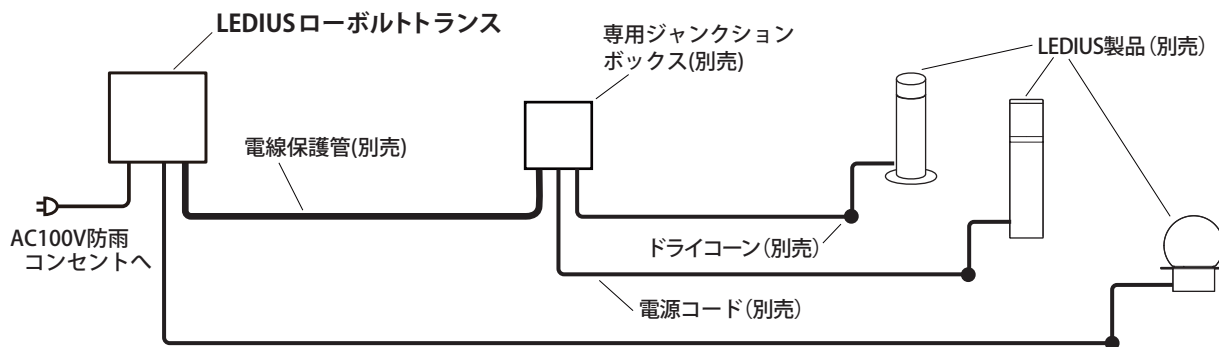 LEDIUSローボルトトランス
専用ジャンクション
ボックス(別売)
LEDIUS製品（別売）
電線保護管(別売)
AC100V防雨
コンセントへ
ドライコーン（別売）
電源コード（別売）